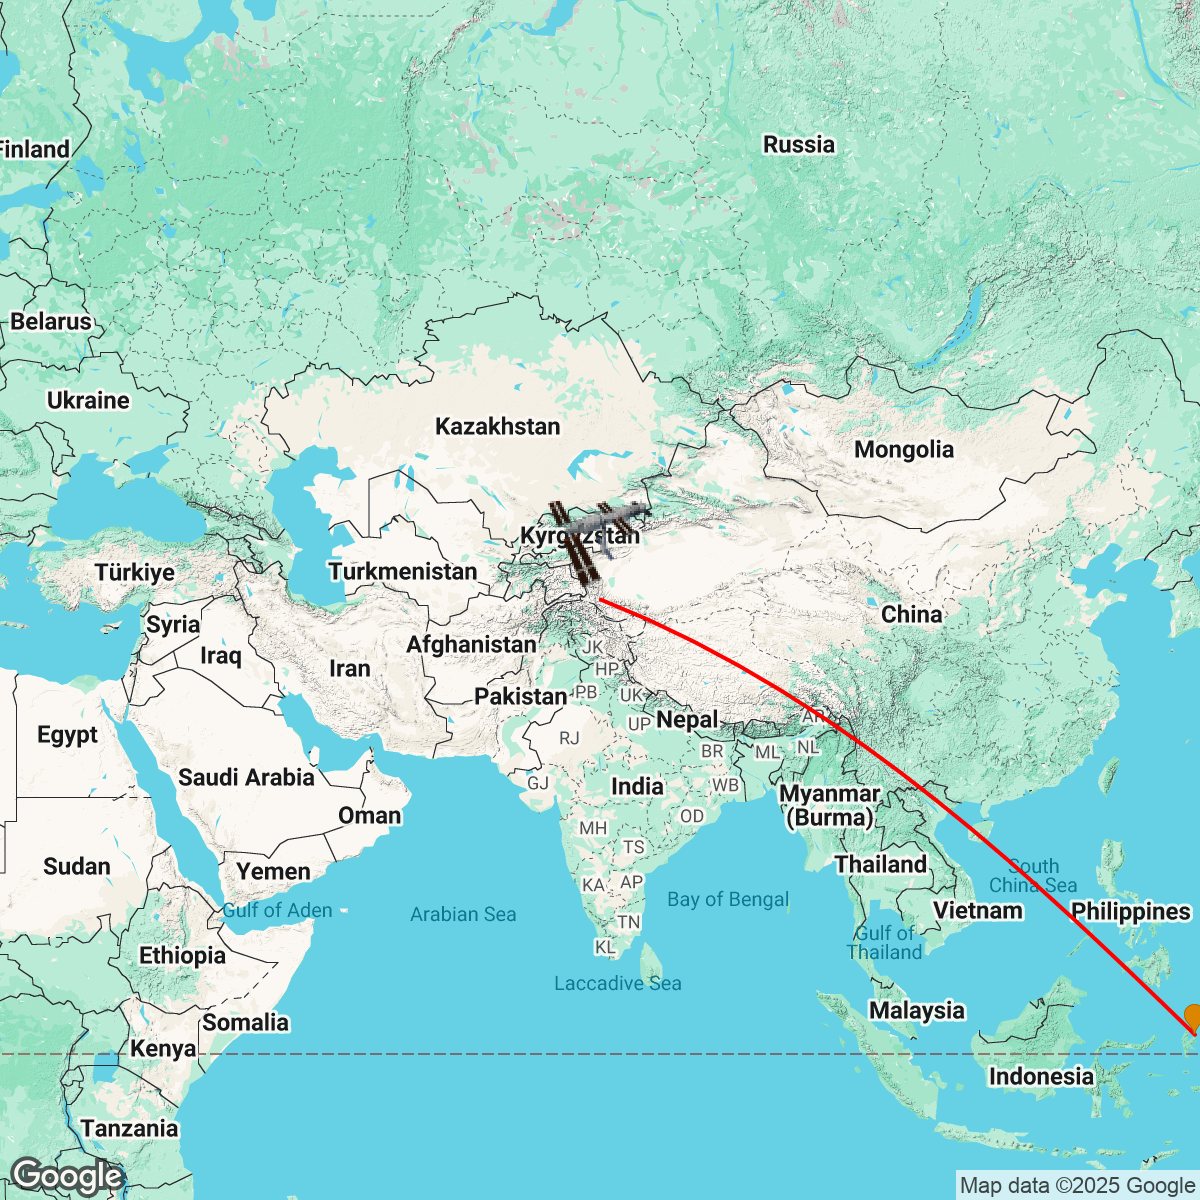 Russia
Finland
Belarus
Ukraine
Kazakhstan
Mongolia
Kyrgyzstan
Türkiye
Turkmenistan
China
Syria
Afghanistan
Iraq
JK
Iran
HP
Pakistan
PB
UK
Nepal
AR
UP
Egypt
RJ
BR
ML
NL
Saudi Arabia
GJ
India
WB
Myanmar
(Burma)
Oman
OD
MH
TS
Sudan
Yemen
Thailand
South
China Sea
KA
AP
Bay of Bengal
Gulf of Aden
Arabian Sea
Vietnam
Philippines
TN
Gulf of
Thailand
KL
Ethiopia
Laccadive Sea
Malaysia
Somalia
Kenya
Indonesia
Tanzania
Google
Map data ©2025 Google